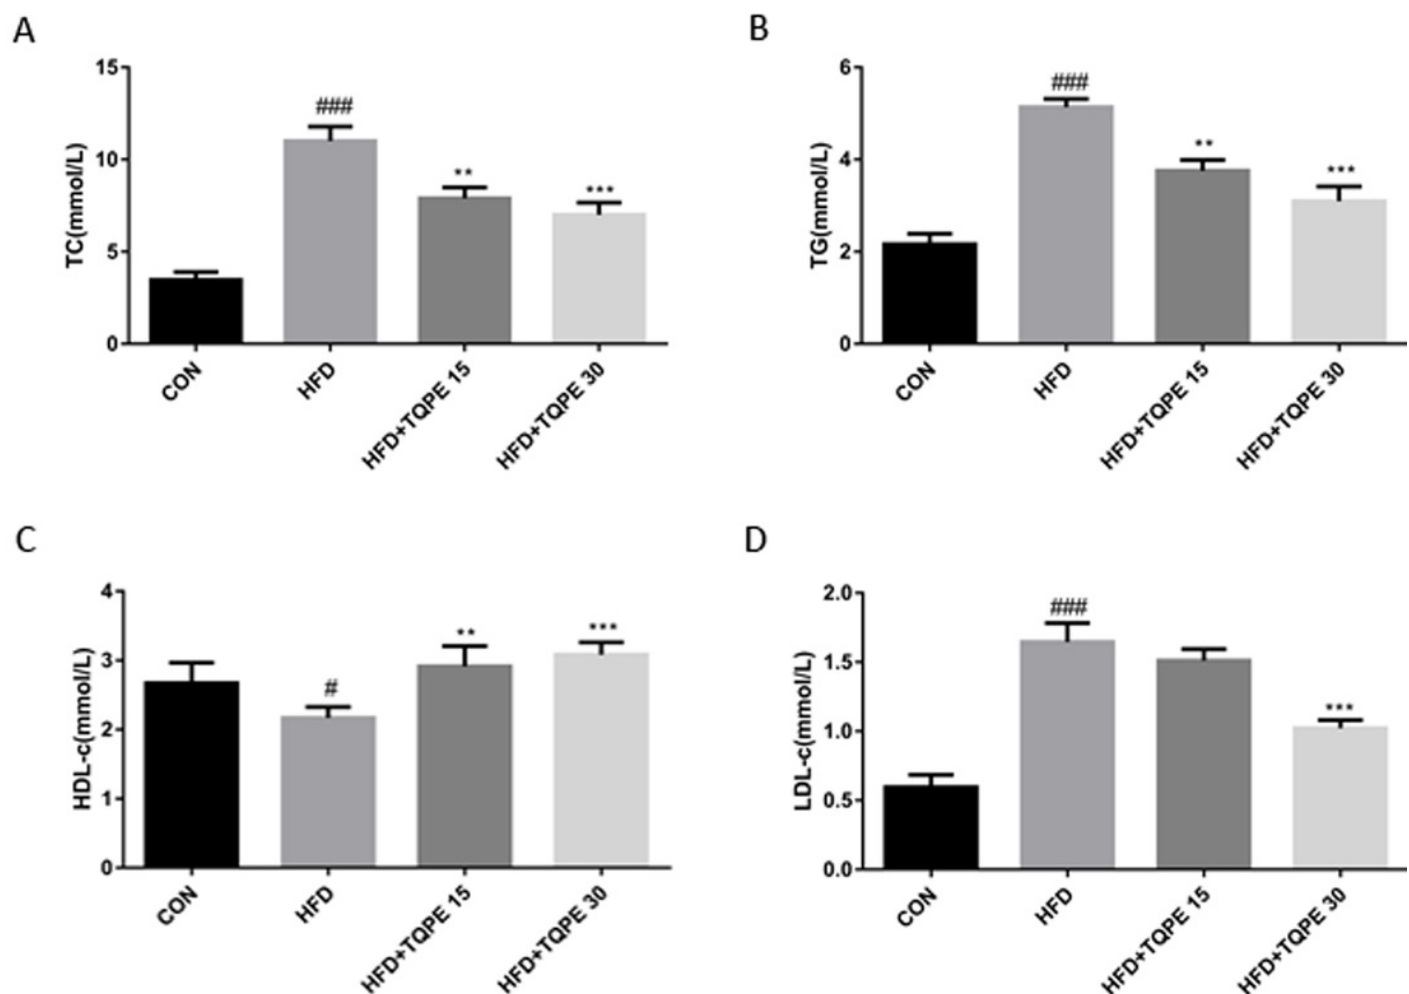 A
TC(mmol/L)
15
10
5
0
###
**
***
CON
HFD
HFD+TQPE 15
HFD+TQPE 30
B
TG(mmol/L)
6
4
2
0
###
**
***
CON
HFD
HFD+TQPE 15
HFD+TQPE 30
C
HDL-c(mmol/L)
4
3
2
1
0
#
**
***
CON
HFD
HFD+TQPE 15
HFD+TQPE 30
D
LDL-c(mmol/L)
2.0
1.5
1.0
0.5
0.0
###
***
CON
HFD
HFD+TQPE 15
HFD+TQPE 30